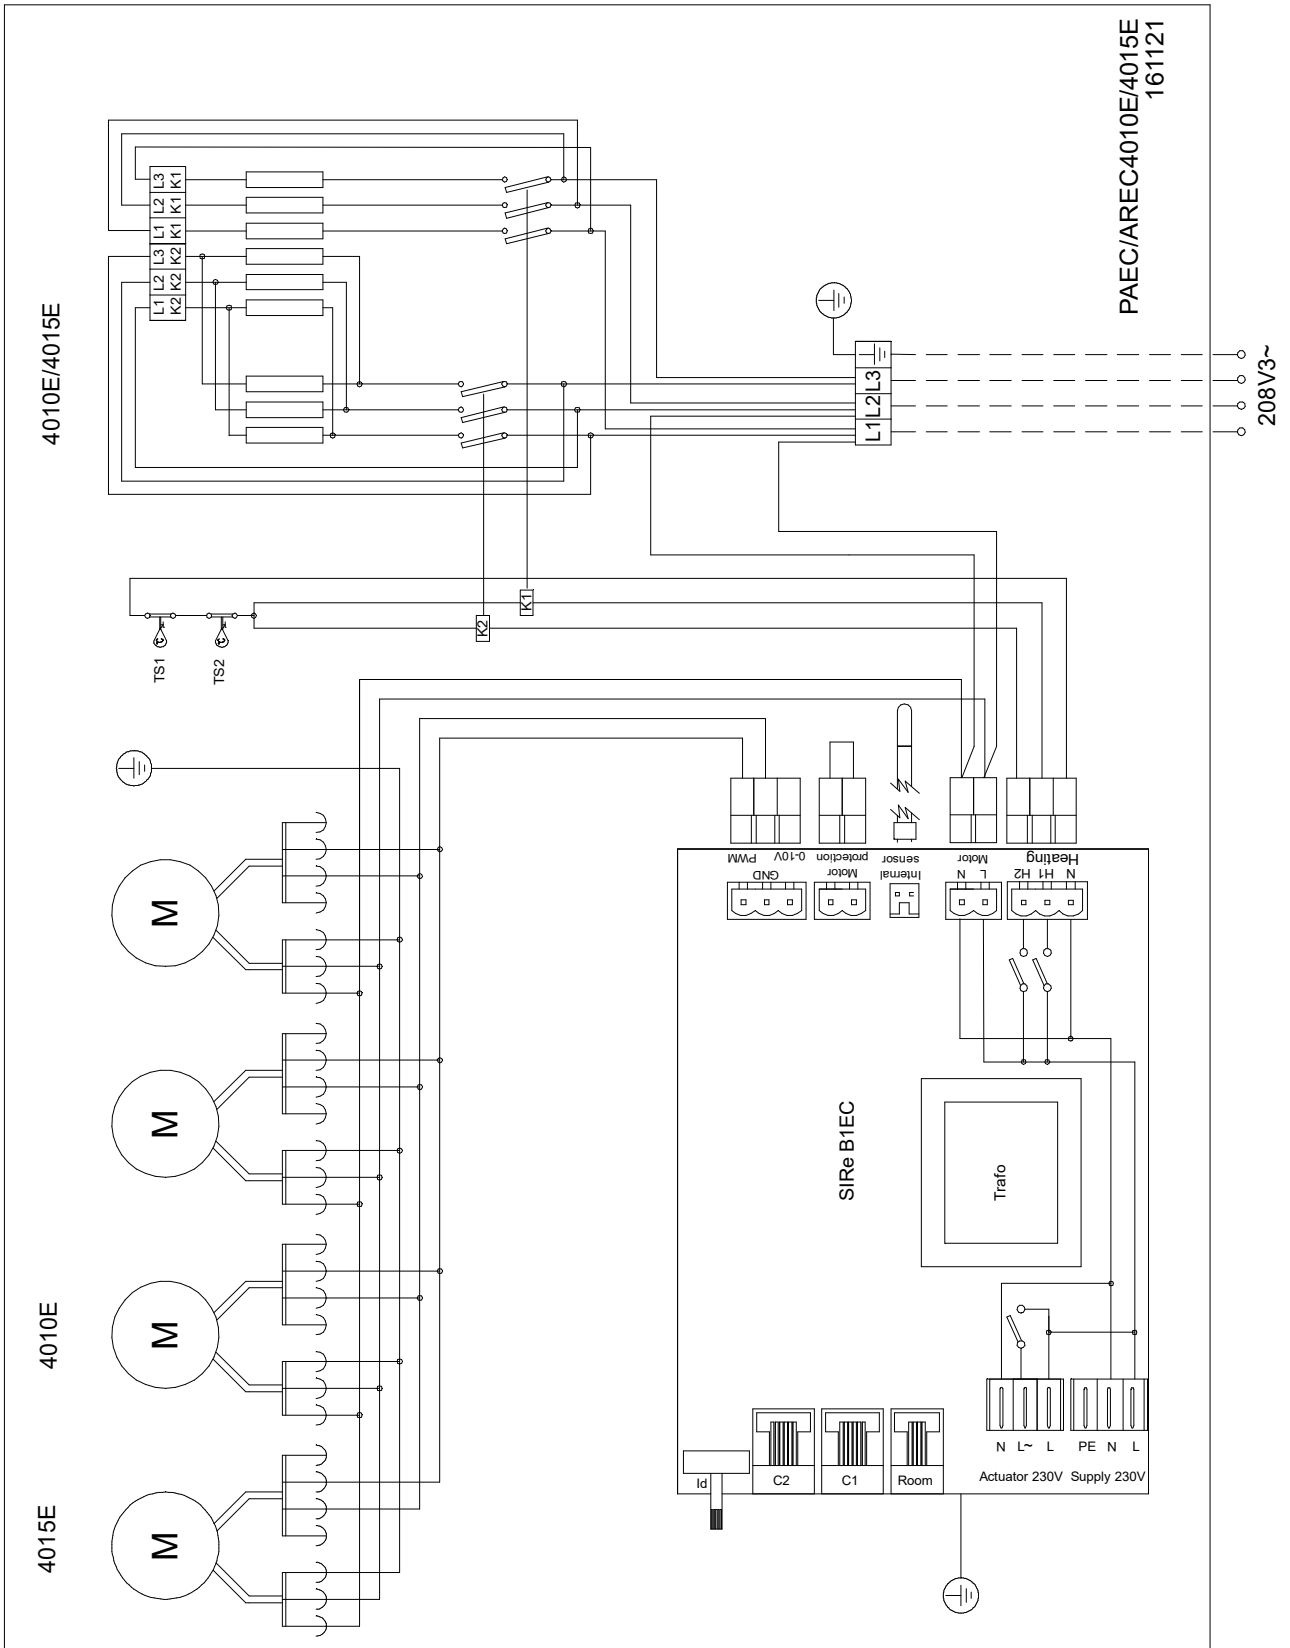 PAEC/AREC4010E/4015E
161121
4010E/4015E
L3 K1
L2 K1
L1 K1
L3 K2
L2 K2
L1 K2
L1 L2 L3
208V3~
K1
K2
TS1
TS2
M
M
M
M
4010E
4015E
PWM
0-10V
GND
Motor
protection
Internal
sensor
Motor
N L
Heating
H2 H1 N
SIRe B1EC
Trafo
Id
C2
C1
Room
N L~ L
PE N L
Actuator 230V
Supply 230V